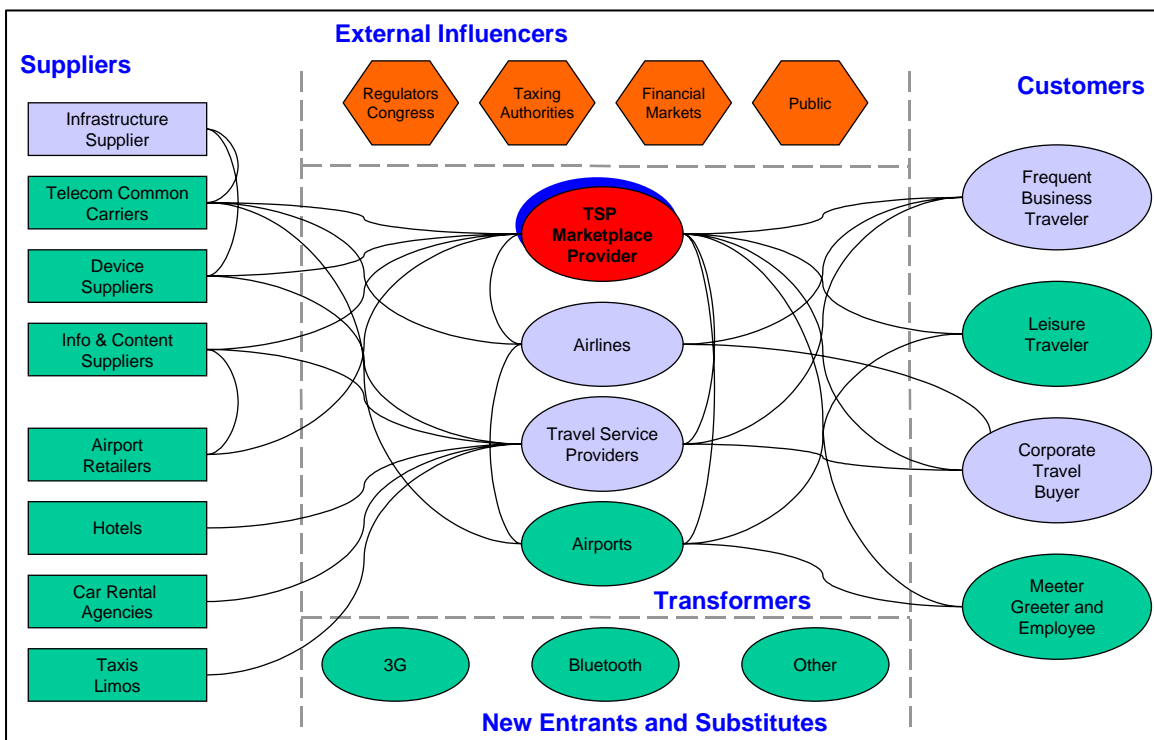 External Influencers
Suppliers
Customers
Regulators
Congress
Taxing
Authorities
Financial
Markets
Public
Infrastructure
Supplier
Telecom Common
Carriers
Device
Suppliers
Info & Content
Suppliers
Airport
Retailers
Hotels
Car Rental
Agencies
Taxis
Limos
TSP
Marketplace
Provider
Airlines
Travel Service
Providers
Airports
Transformers
Frequent
Business
Traveler
Leisure
Traveler
Corporate
Travel
Buyer
Meeter
Greeter and
Employee
3G
Bluetooth
Other
New Entrants and Substitutes